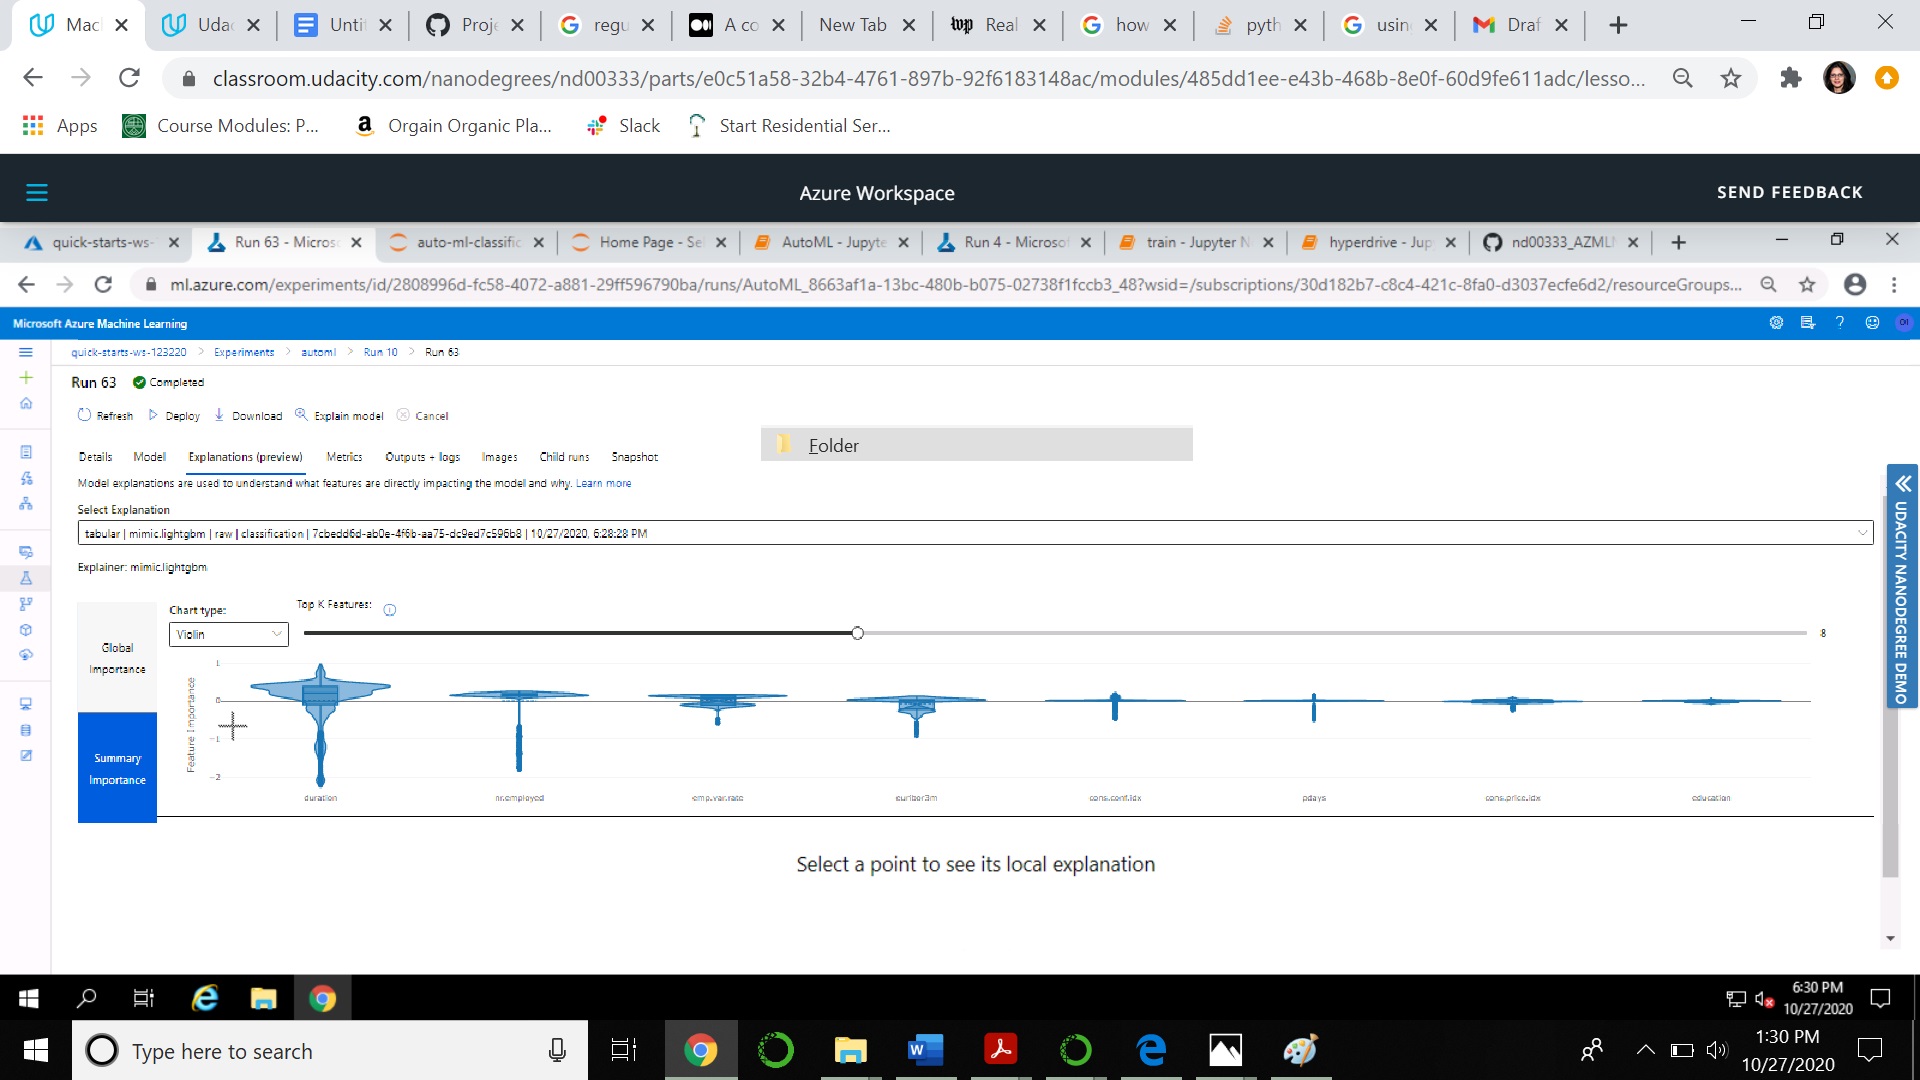 Mac
Uda
Unti
Proje
regu
A co
New Tab
Real
how
pyth
using
Draf
classroom.udacity.com/nanodegrees/nd00333/parts/e0c51a58-32b4-4761-897b-92f6183148ac/modules/485dd1ee-e43b-468b-8e0f-60d9fe611adc/lesso...
Apps
Course Modules: P...
Orgain Organic Pla...
Slack
Start Residential Ser...
Azure Workspace
SEND FEEDBACK
quick-starts-ws-
Run 63 - Micros
auto-ml-classific
Home Page - Sel
AutoML - Jupyte
Run 4 - Microsof
train - Jupyter N
hyperdrive - Jup
nd00333_AZML
ml.azure.com/experiments/id/2808996d-fc58-4072-a881-29ff596790ba/runs/AutoML_8663af1a-13bc-480b-b075-02738f1fccb3_48?wsid=/subscriptions/30d182b7-c8c4-421c-8fa0-d3037ecfe6d2/resourceGroups...
Microsoft Azure Machine Learning
quick-starts-ws-123220 > Experiments > automl > Run 10 > Run 63
Run 63 Completed
Refresh Deploy Download Explain model Cancel
Folder
Details Model Explanations (preview) Metrics Outputs + logs Images Child runs Snapshot
Model explanations are used to understand what features are directly impacting the model and why. Learn more
Select Explanation
tabular | mimic.lightgbm | raw | classification | 7cbedd6d-ab0e-4f6b-aa75-dc9ed7c596b8 | 10/27/2020, 6:28:28 PM
Explainer: mimic.lightgbm
UDACITY NANODEGREE DEMO
Global
Importance
Summary
Importance
Chart type:
Violin
Top K Features:
8
Feature Importance
1
0
−1
−2
duration
nr.employed
emp.var.rate
euribor3m
cons.conf.idx
pdays
cons.price.idx
education
Select a point to see its local explanation
6:30 PM
10/27/2020
Type here to search
1:30 PM
10/27/2020